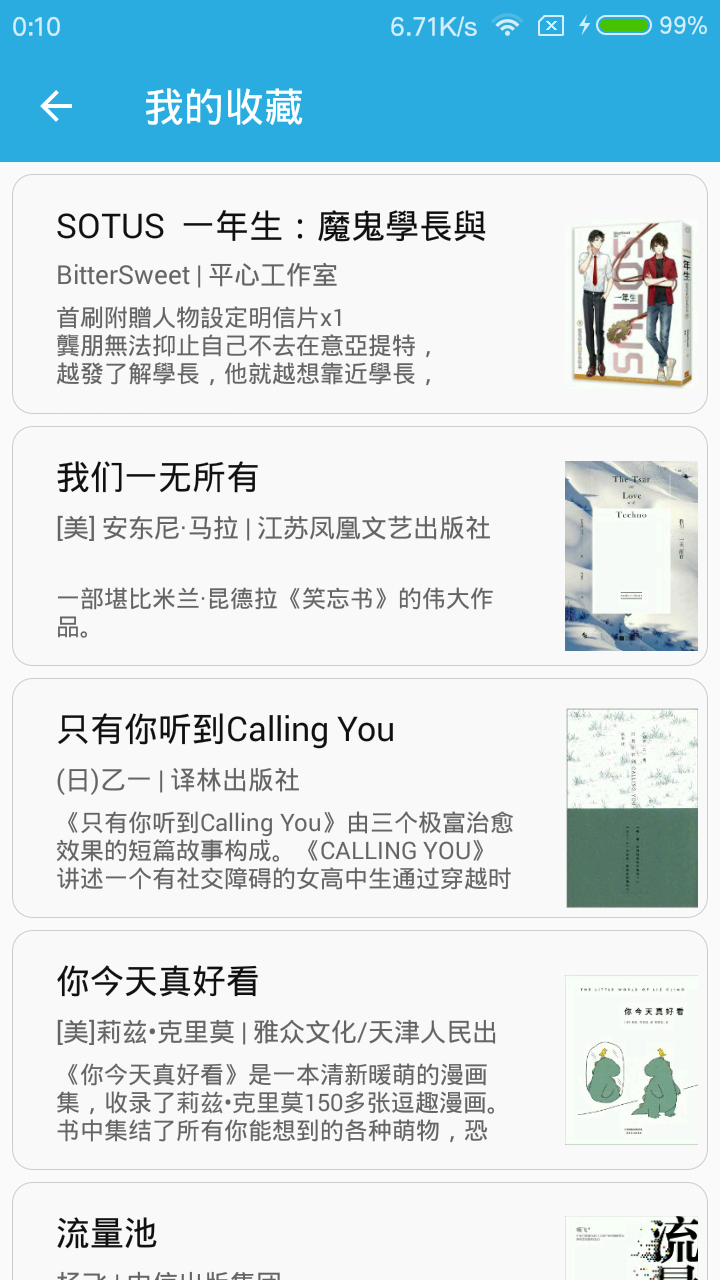 0:10
6.71K/s
99%
我的收藏
SOTUS 一年生：魔鬼學長與
BitterSweet | 平心工作室
首刷附贈人物設定明信片x1
龔朋無法抑止自己不去在意亞提特，
越發了解學長，他就越想靠近學長，
SOTUS
一年生
一年生
我们一无所有
[美] 安东尼·马拉 | 江苏凤凰文艺出版社
一部堪比米兰·昆德拉《笑忘书》的伟大作
品。
The Tsar
Love
Techno
只有你听到Calling You
(日)乙一 | 译林出版社
《只有你听到Calling You》由三个极富治愈
效果的短篇故事构成。《CALLING YOU》
讲述一个有社交障碍的女高中生通过穿越时
你今天真好看
[美]莉兹•克里莫 | 雅众文化/天津人民出
《你今天真好看》是一本清新暖萌的漫画
集，收录了莉兹•克里莫150多张逗趣漫画。
书中集结了所有你能想到的各种萌物，恐
THE LITTLE WORLD OF LIZ CLIMO
你今天真好看
流量池
杨飞 | 中信出版集团
杨飞
流